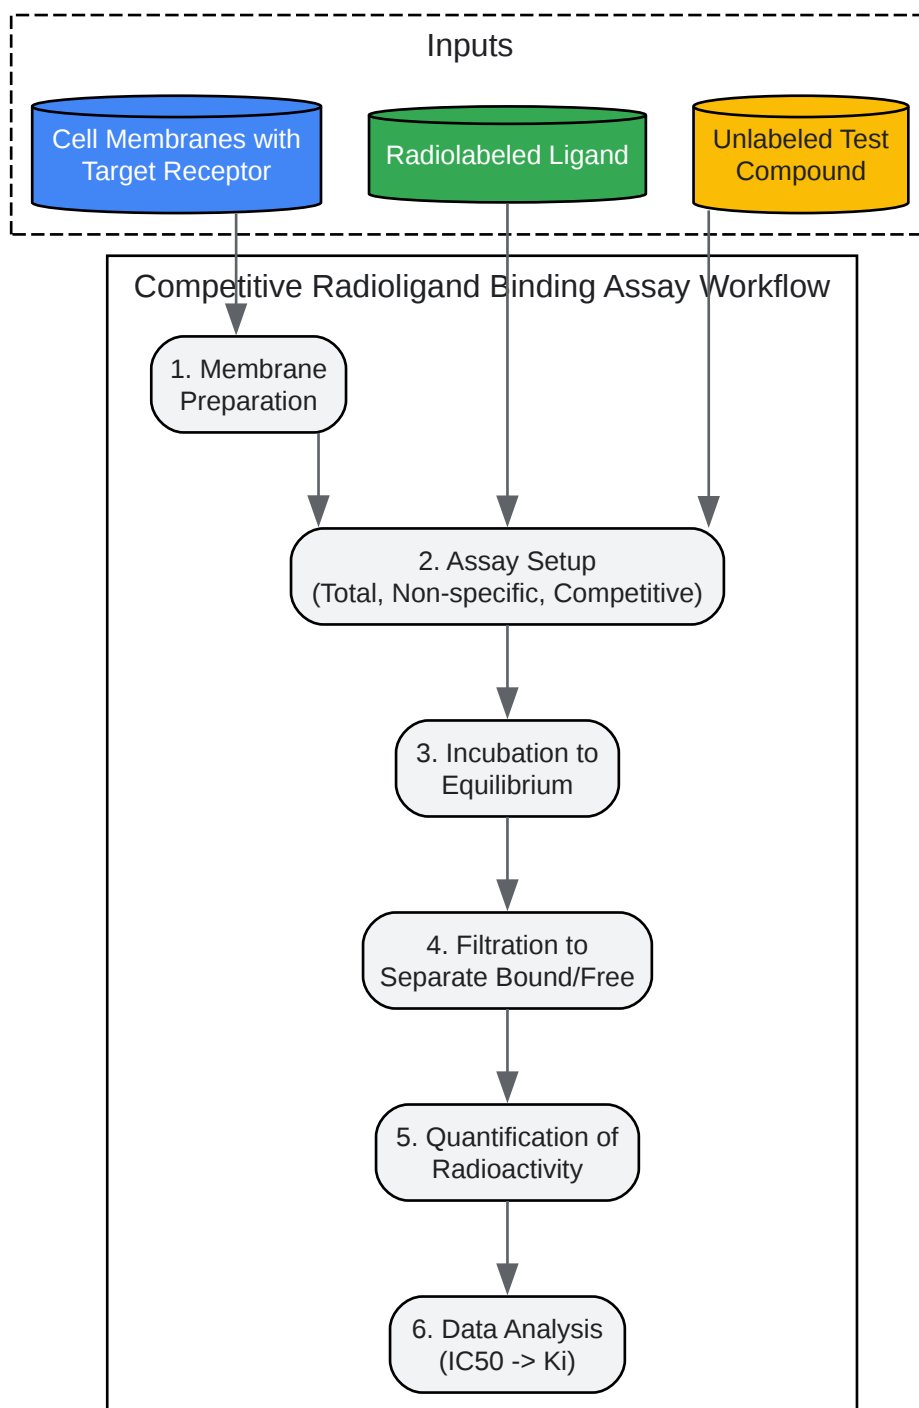 Inputs
Cell Membranes with
Target Receptor
Radiolabeled Ligand
Unlabeled Test
Compound
Competitive Radioligand Binding Assay Workflow
1. Membrane
Preparation
2. Assay Setup
(Total, Non-specific, Competitive)
3. Incubation to
Equilibrium
4. Filtration to
Separate Bound/Free
5. Quantification of
Radioactivity
6. Data Analysis
(IC50 -> Ki)